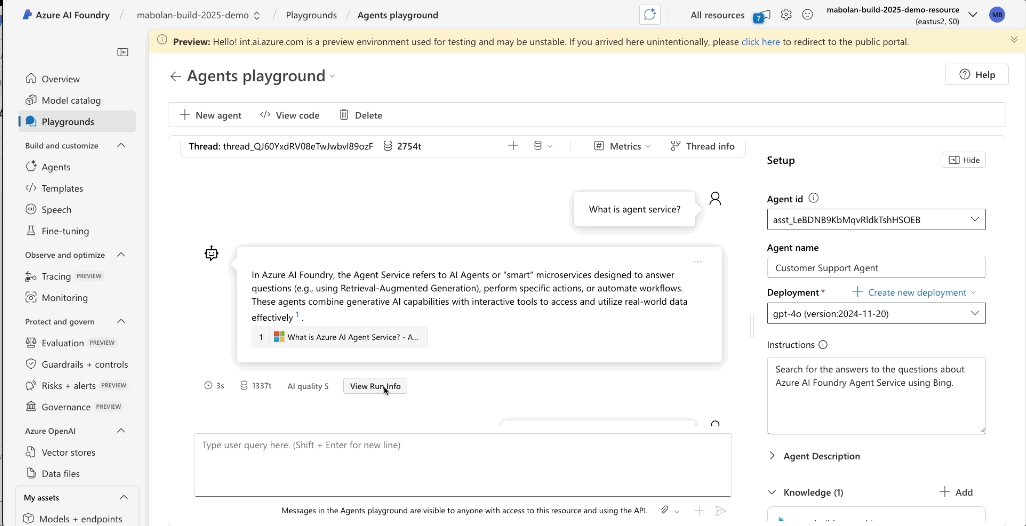 Azure AI Foundry / mabolan-build-2025-demo / Playgrounds / Agents playground
All resources 7 mabolan-build-2025-demo-resource
(eastus2, S0) MB
Preview: Hello! int.ai.azure.com is a preview environment used for testing and may be unstable. If you arrived here unintentionally, please click here to redirect to the public portal.
Overview
Model catalog
Playgrounds
Build and customize
Agents
Templates
Speech
Fine-tuning
Observe and optimize
Tracing PREVIEW
Monitoring
Protect and govern
Evaluation PREVIEW
Guardrails + controls
Risks + alerts PREVIEW
Governance PREVIEW
Azure OpenAI
Vector stores
Data files
My assets
Models + endpoints
Agents playground
Help
New agent View code Delete
Thread: thread_QJ60YxdRV08eTwJwbvl89ozF 2754t Metrics Thread info
What is agent service?
In Azure AI Foundry, the Agent Service refers to AI Agents or "smart" microservices designed to answer
questions (e.g., using Retrieval-Augmented Generation), perform specific actions, or automate workflows.
These agents combine generative AI capabilities with interactive tools to access and utilize real-world data
effectively 1 .
1 What is Azure AI Agent Service? - A...
3s 1337t AI quality 5 View Run Info
Type user query here. (Shift + Enter for new line)
Messages in the Agents playground are visible to anyone with access to this resource and using the API.
Setup
Hide
Agent id
asst_LeBDNB9KbMqvRldkTshHSOEB
Agent name
Customer Support Agent
Deployment * Create new deployment
gpt-4o (version:2024-11-20)
Instructions
Search for the answers to the questions about
Azure AI Foundry Agent Service using Bing.
Agent Description
Knowledge (1) Add